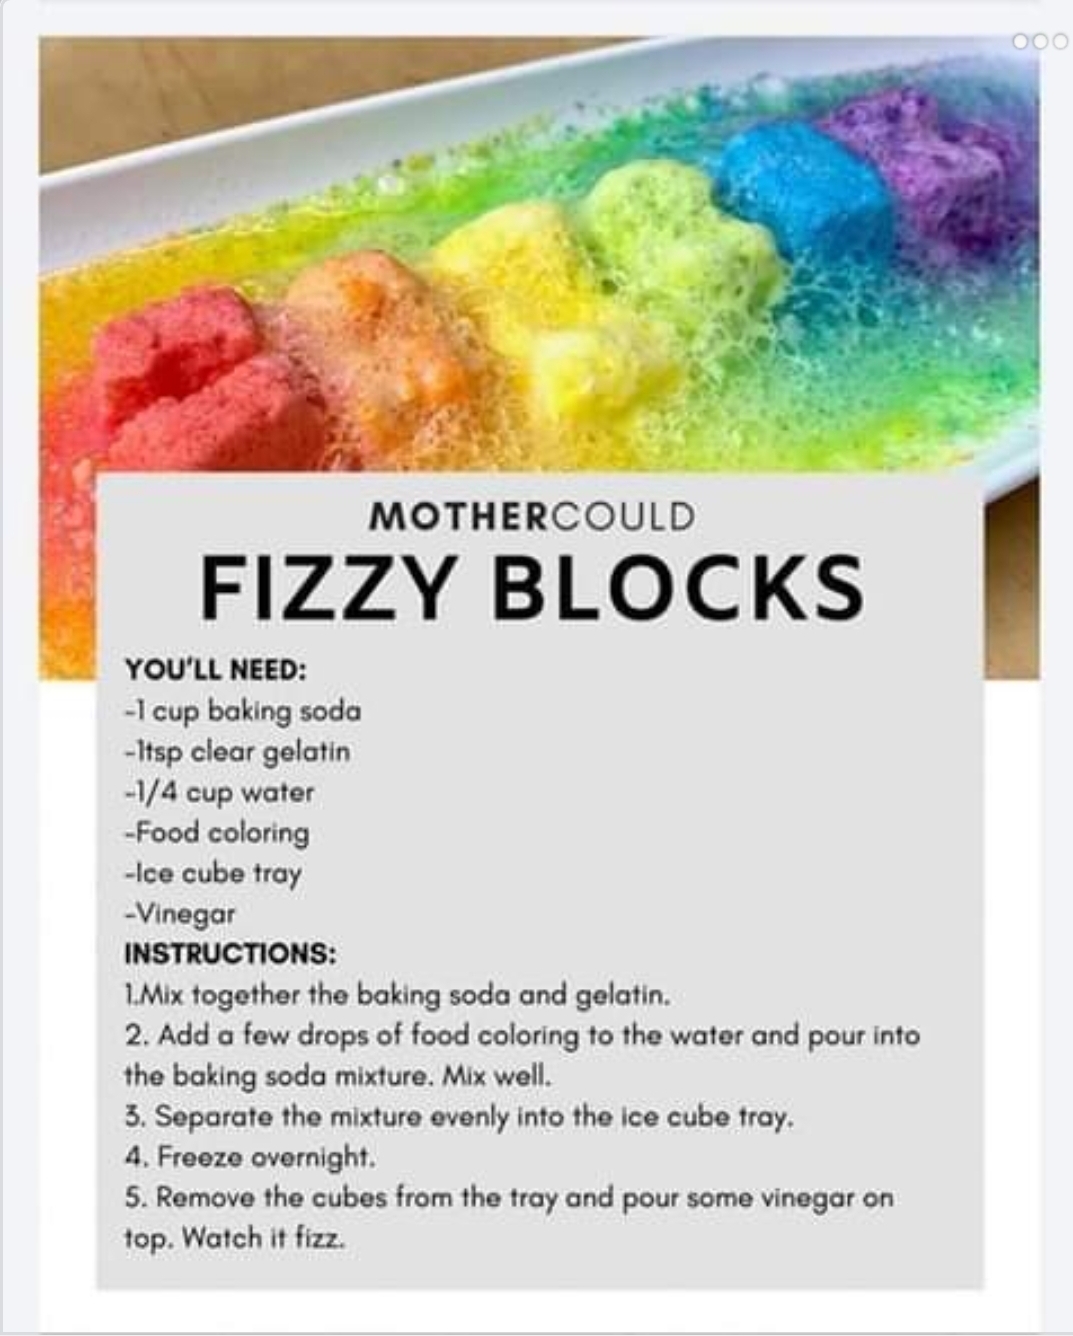 MOTHERCOULD
FIZZY BLOCKS
YOU'LL NEED:
-1 cup baking soda
-1tsp clear gelatin
-1/4 cup water
-Food coloring
-Ice cube tray
-Vinegar
INSTRUCTIONS:
1.Mix together the baking soda and gelatin.
2. Add a few drops of food coloring to the water and pour into
the baking soda mixture. Mix well.
3. Separate the mixture evenly into the ice cube tray.
4. Freeze overnight.
5. Remove the cubes from the tray and pour some vinegar on
top. Watch it fizz.